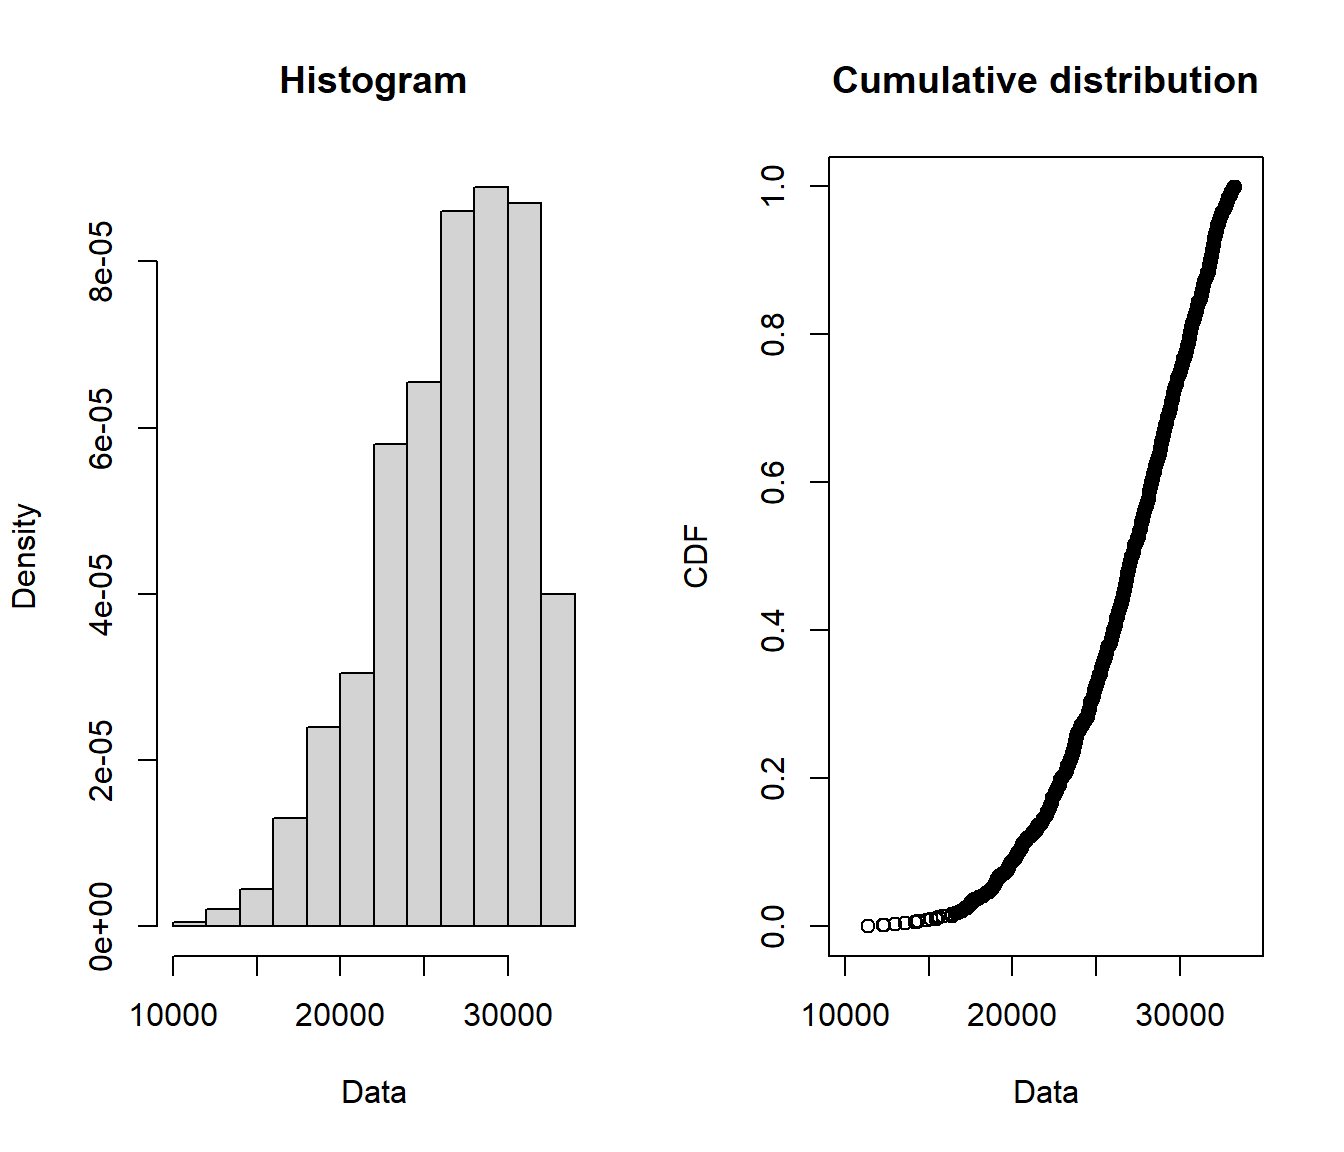 Histogram
Density
0e+00
2e-05
4e-05
6e-05
8e-05
10000 20000 30000
Data
Cumulative distribution
CDF
0.0
0.2
0.4
0.6
0.8
1.0
10000 20000 30000
Data